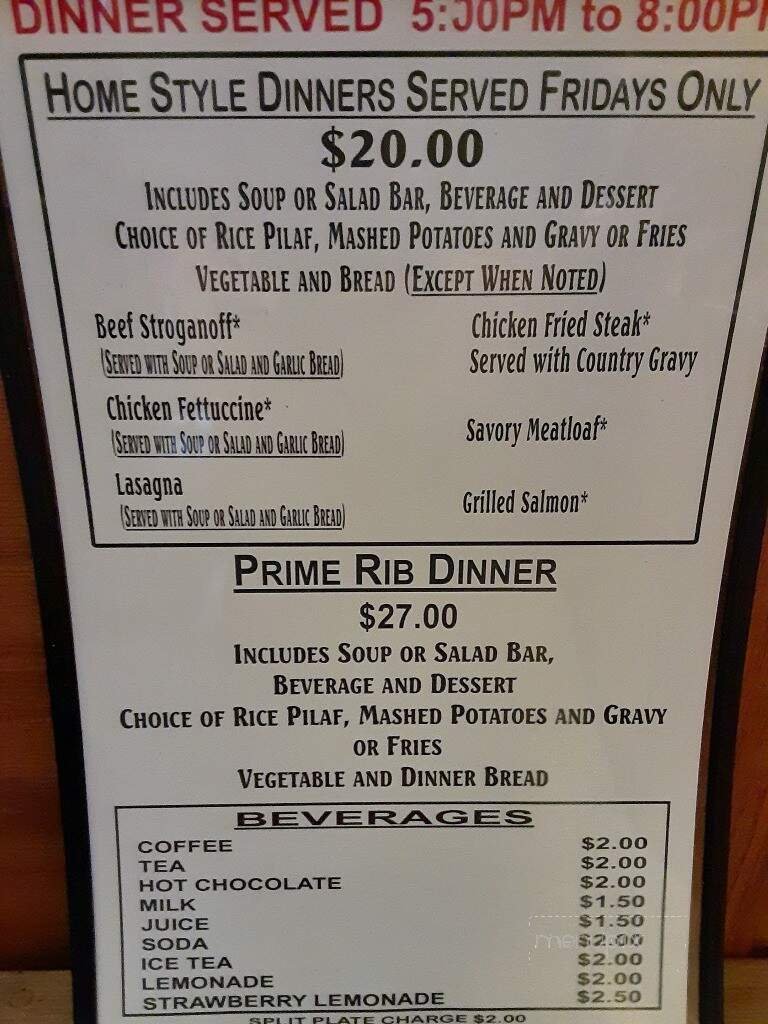 DINNER SERVED 5:00PM to 8:00PM
HOME STYLE DINNERS SERVED FRIDAYS ONLY
$20.00
INCLUDES SOUP OR SALAD BAR, BEVERAGE AND DESSERT
CHOICE OF RICE PILAF, MASHED POTATOES AND GRAVY OR FRIES
VEGETABLE AND BREAD (EXCEPT WHEN NOTED)
Beef Stroganoff*
(SERVED WITH SOUP OR SALAD AND GARLIC BREAD)
Chicken Fettuccine*
(SERVED WITH SOUP OR SALAD AND GARLIC BREAD)
Lasagna
(SERVED WITH SOUP OR SALAD AND GARLIC BREAD)
Chicken Fried Steak*
Served with Country Gravy
Savory Meatloaf*
Grilled Salmon*
PRIME RIB DINNER
$27.00
INCLUDES SOUP OR SALAD BAR,
BEVERAGE AND DESSERT
CHOICE OF RICE PILAF, MASHED POTATOES AND GRAVY
OR FRIES
VEGETABLE AND DINNER BREAD
BEVERAGES
COFFEE $2.00
TEA $2.00
HOT CHOCOLATE $2.00
MILK $1.50
JUICE $1.50
SODA $2.00
ICE TEA $2.00
LEMONADE $2.00
STRAWBERRY LEMONADE $2.50
SPLIT PLATE CHARGE $2.00